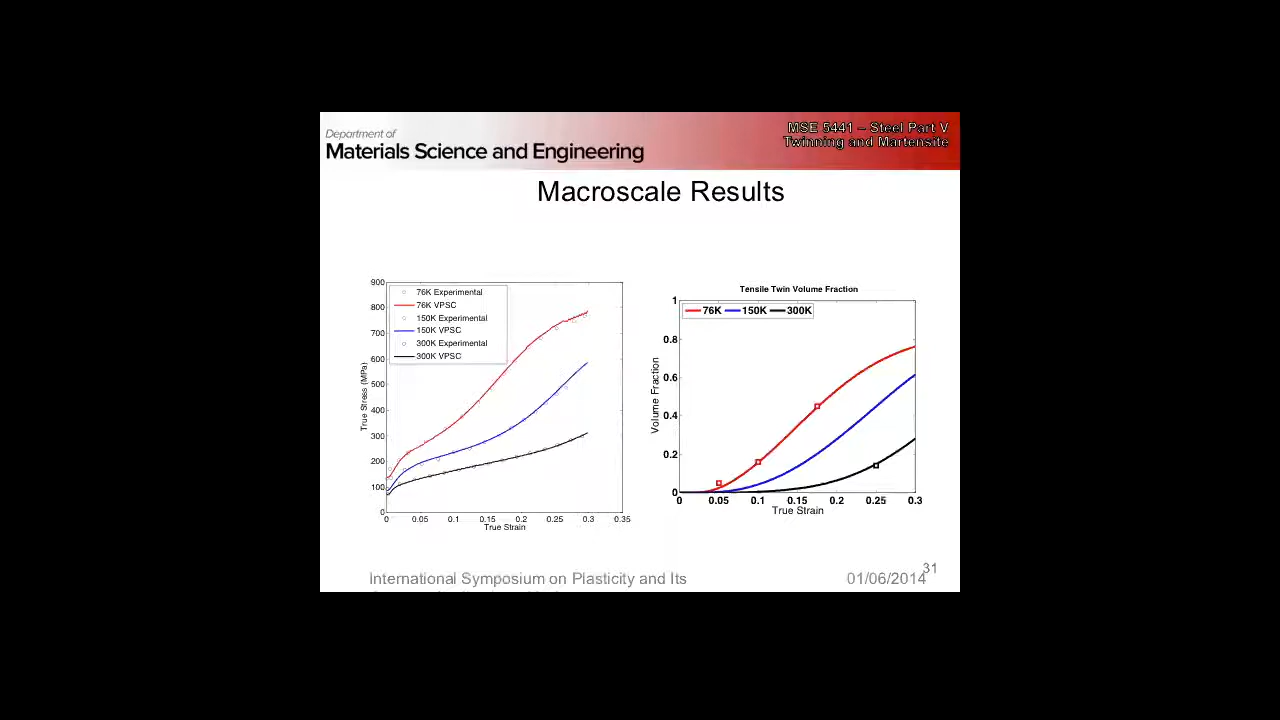 Department of
Materials Science and Engineering
MSE 5441 – Steel Part V
Twinning and Martensite
Macroscale Results
900
800
700
600
500
400
300
200
100
0
True Stress (MPa)
76K Experimental
76K VPSC
150K Experimental
150K VPSC
300K Experimental
300K VPSC
0 0.05 0.1 0.15 0.2 0.25 0.3 0.35
True Strain
Tensile Twin Volume Fraction
1
0.8
0.6
0.4
0.2
0
Volume Fraction
76K 150K 300K
0 0.05 0.1 0.15 0.2 0.25 0.3
True Strain
31
International Symposium on Plasticity and Its
01/06/2014